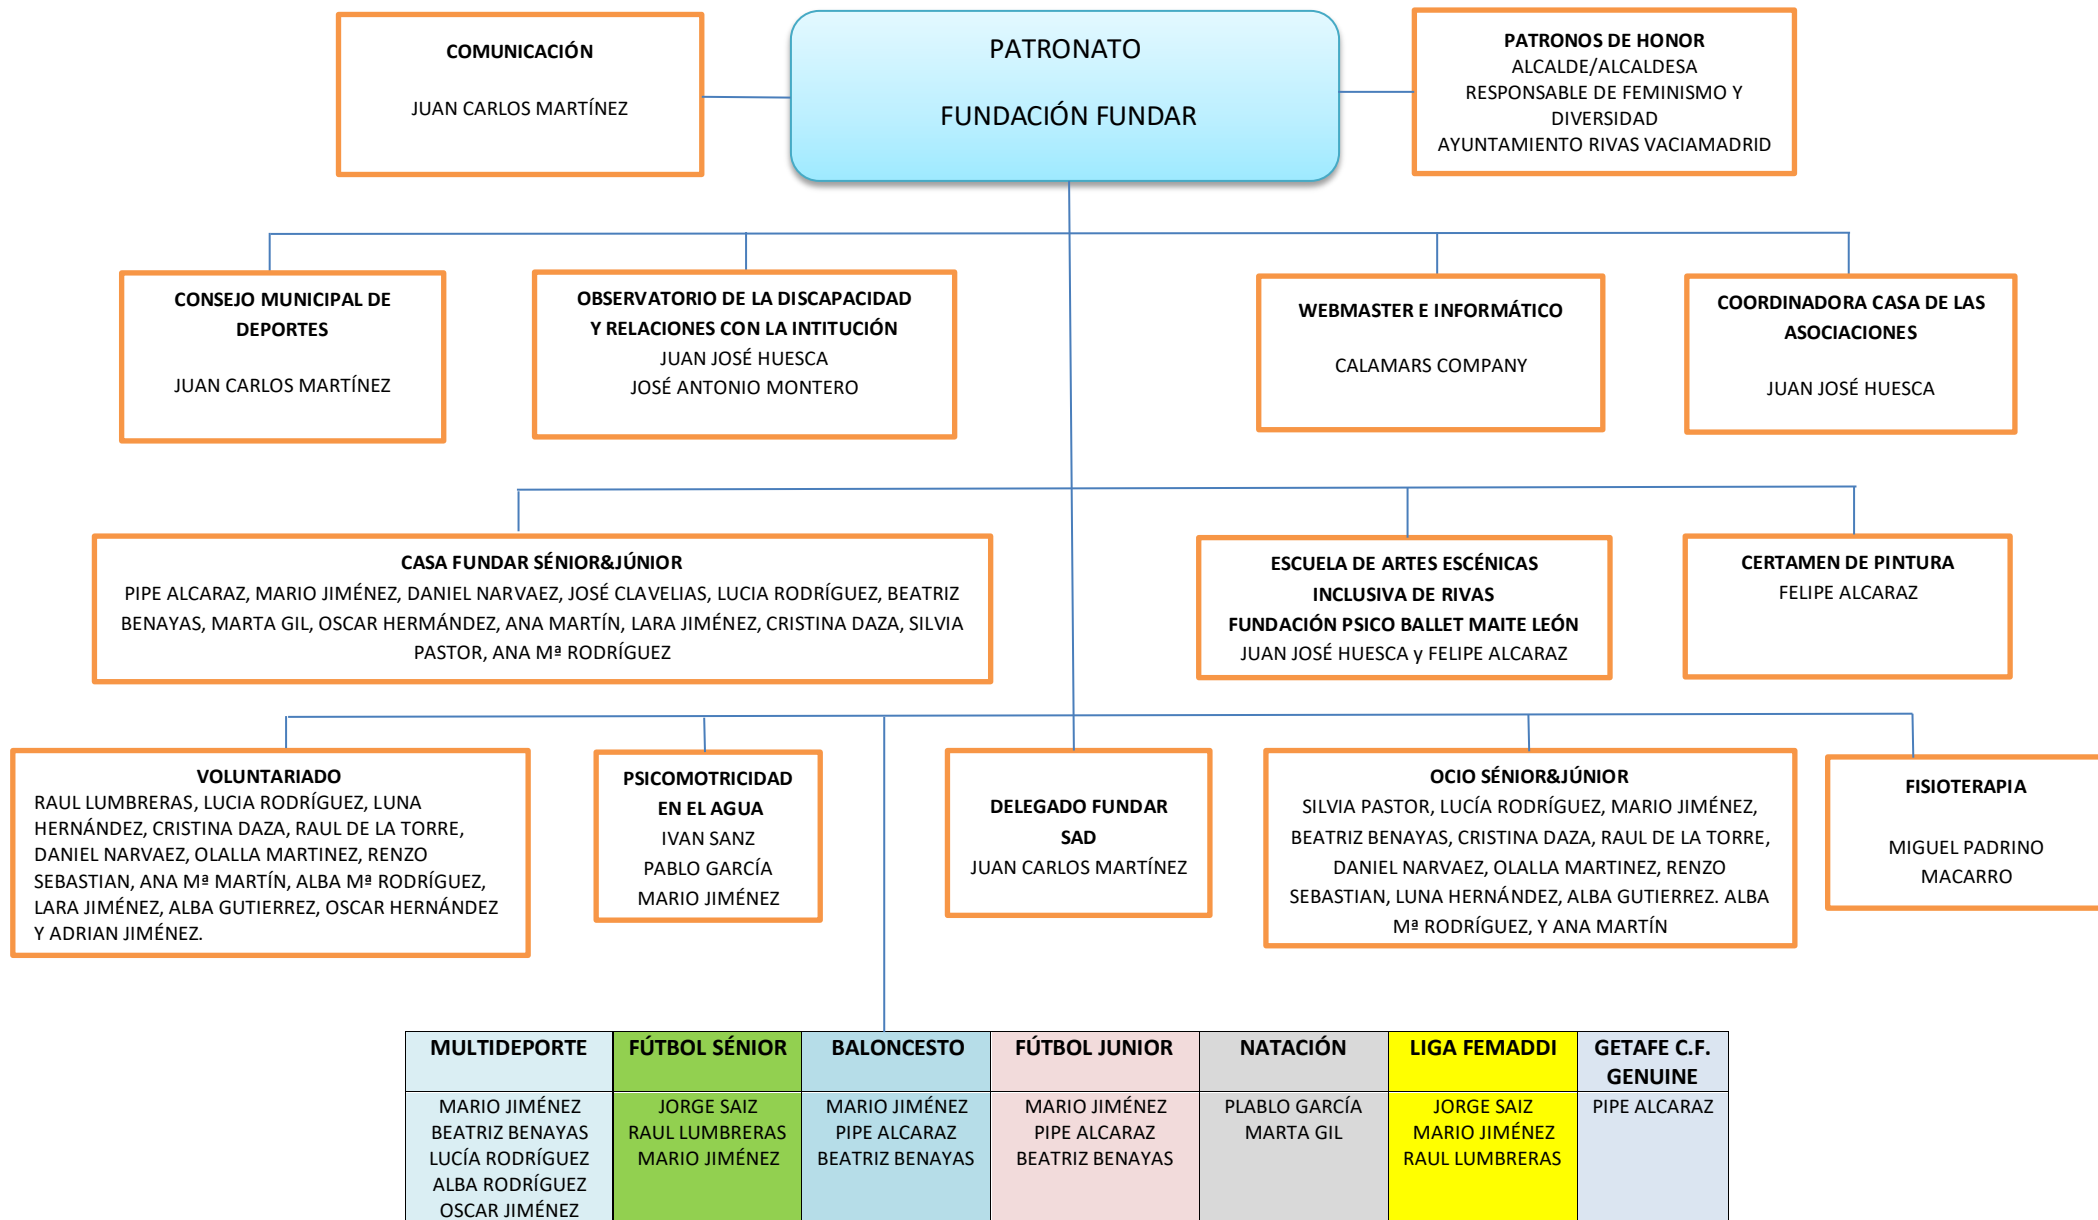 COMUNICACIÓN
JUAN CARLOS MARTÍNEZ
PATRONATO
FUNDACIÓN FUNDAR
PATRONOS DE HONOR
ALCALDE/ALCALDESA
RESPONSABLE DE FEMINISMO Y
DIVERSIDAD
AYUNTAMIENTO RIVAS VACIAMADRID
CONSEJO MUNICIPAL DE
DEPORTES
JUAN CARLOS MARTÍNEZ
OBSERVATORIO DE LA DISCAPACIDAD
Y RELACIONES CON LA INTITUCIÓN
JUAN JOSÉ HUESCA
JOSÉ ANTONIO MONTERO
WEBMASTER E INFORMÁTICO
CALAMARS COMPANY
COORDINADORA CASA DE LAS
ASOCIACIONES
JUAN JOSÉ HUESCA
CASA FUNDAR SÉNIOR&JÚNIOR
PIPE ALCARAZ, MARIO JIMÉNEZ, DANIEL NARVAEZ, JOSÉ CLAVELIAS, LUCIA RODRÍGUEZ, BEATRIZ
BENAYAS, MARTA GIL, OSCAR HERMÁNDEZ, ANA MARTÍN, LARA JIMÉNEZ, CRISTINA DAZA, SILVIA
PASTOR, ANA Mª RODRÍGUEZ
ESCUELA DE ARTES ESCÉNICAS
INCLUSIVA DE RIVAS
FUNDACIÓN PSICO BALLET MAITE LEÓN
JUAN JOSÉ HUESCA y FELIPE ALCARAZ
CERTAMEN DE PINTURA
FELIPE ALCARAZ
VOLUNTARIADO
RAUL LUMBRERAS, LUCIA RODRÍGUEZ, LUNA
HERNÁNDEZ, CRISTINA DAZA, RAUL DE LA TORRE,
DANIEL NARVAEZ, OLALLA MARTINEZ, RENZO
SEBASTIAN, ANA Mª MARTÍN, ALBA Mª RODRÍGUEZ,
LARA JIMÉNEZ, ALBA GUTIERREZ, OSCAR HERNÁNDEZ
Y ADRIAN JIMÉNEZ.
PSICOMOTRICIDAD
EN EL AGUA
IVAN SANZ
PABLO GARCÍA
MARIO JIMÉNEZ
DELEGADO FUNDAR
SAD
JUAN CARLOS MARTÍNEZ
OCIO SÉNIOR&JÚNIOR
SILVIA PASTOR, LUCÍA RODRÍGUEZ, MARIO JIMÉNEZ,
BEATRIZ BENAYAS, CRISTINA DAZA, RAUL DE LA TORRE,
DANIEL NARVAEZ, OLALLA MARTINEZ, RENZO
SEBASTIAN, LUNA HERNÁNDEZ, ALBA GUTIERREZ. ALBA
Mª RODRÍGUEZ, Y ANA MARTÍN
FISIOTERAPIA
MIGUEL PADRINO
MACARRO
MULTIDEPORTE
MARIO JIMÉNEZ
BEATRIZ BENAYAS
LUCÍA RODRÍGUEZ
ALBA RODRÍGUEZ
OSCAR JIMÉNEZ
FÚTBOL SÉNIOR
JORGE SAIZ
RAUL LUMBRERAS
MARIO JIMÉNEZ
BALONCESTO
MARIO JIMÉNEZ
PIPE ALCARAZ
BEATRIZ BENAYAS
FÚTBOL JUNIOR
MARIO JIMÉNEZ
PIPE ALCARAZ
BEATRIZ BENAYAS
NATACIÓN
PLABLO GARCÍA
MARTA GIL
LIGA FEMADDI
JORGE SAIZ
MARIO JIMÉNEZ
RAUL LUMBRERAS
GETAFE C.F.
GENUINE
PIPE ALCARAZ